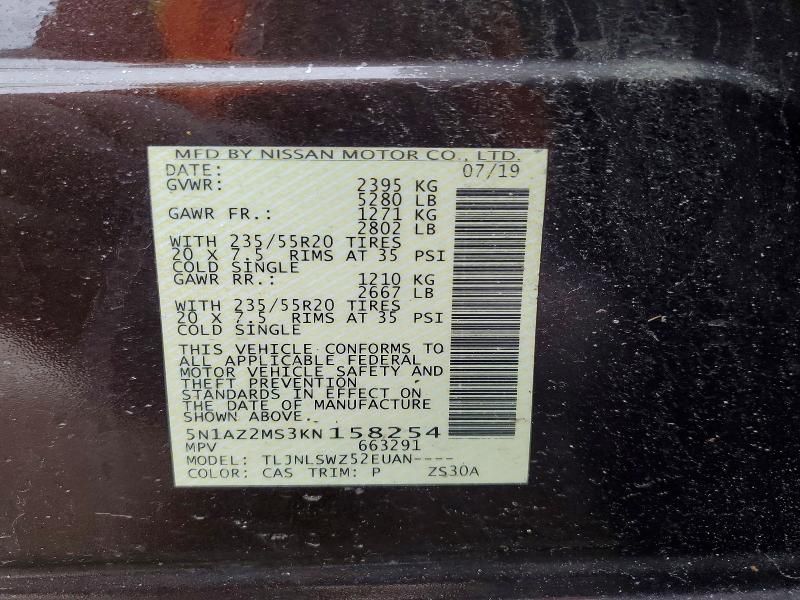 MFD BY NISSAN MOTOR CO., LTD.
DATE: 07/19
GVWR: 2395 KG
5280 LB
GAWR FR.: 1271 KG
2802 LB
WITH 235/55R20 TIRES
20 X 7.5 RIMS AT 35 PSI
COLD SINGLE
GAWR RR.: 1210 KG
2667 LB
WITH 235/55R20 TIRES
20 X 7.5 RIMS AT 35 PSI
COLD SINGLE
THIS VEHICLE CONFORMS TO
ALL APPLICABLE FEDERAL
MOTOR VEHICLE SAFETY AND
THEFT PREVENTION
STANDARDS IN EFFECT ON
THE DATE OF MANUFACTURE
SHOWN ABOVE.
5N1AZ2MS3KN158254
MPV 663291
MODEL: TLJNLSWZ52EUAN----
COLOR: CAS TRIM: P ZS30A